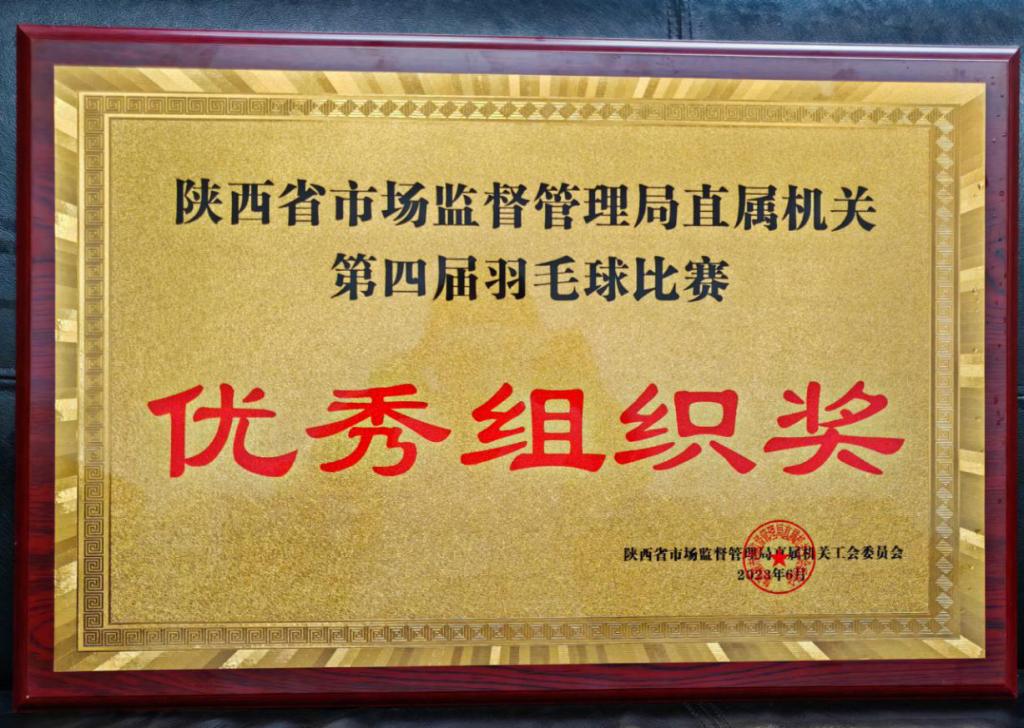 陕西省市场监督管理局直属机关
第四届羽毛球比赛
优秀组织奖
陕西省市场监督管理局直属机关工会委员会
2023年6月